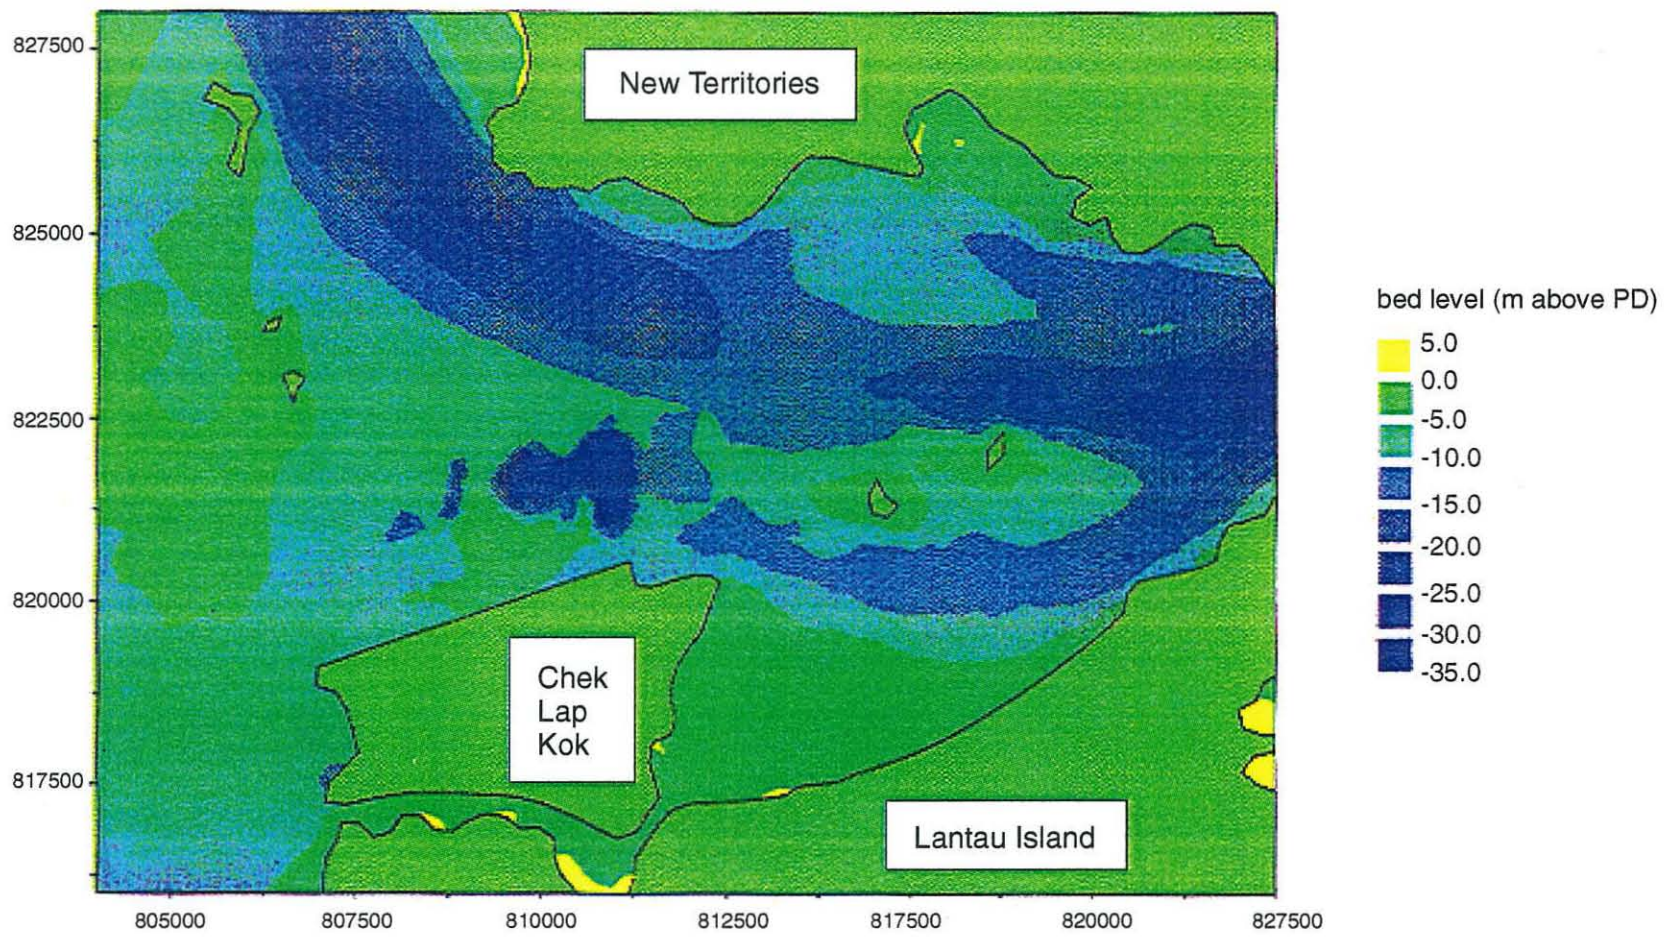 827500
825000
822500
820000
817500
New Territories
Chek
Lap
Kok
Lantau Island
805000 807500 810000 812500 817500 820000 827500
bed level (m above PD)
5.0
0.0
-5.0
-10.0
-15.0
-20.0
-25.0
-30.0
-35.0